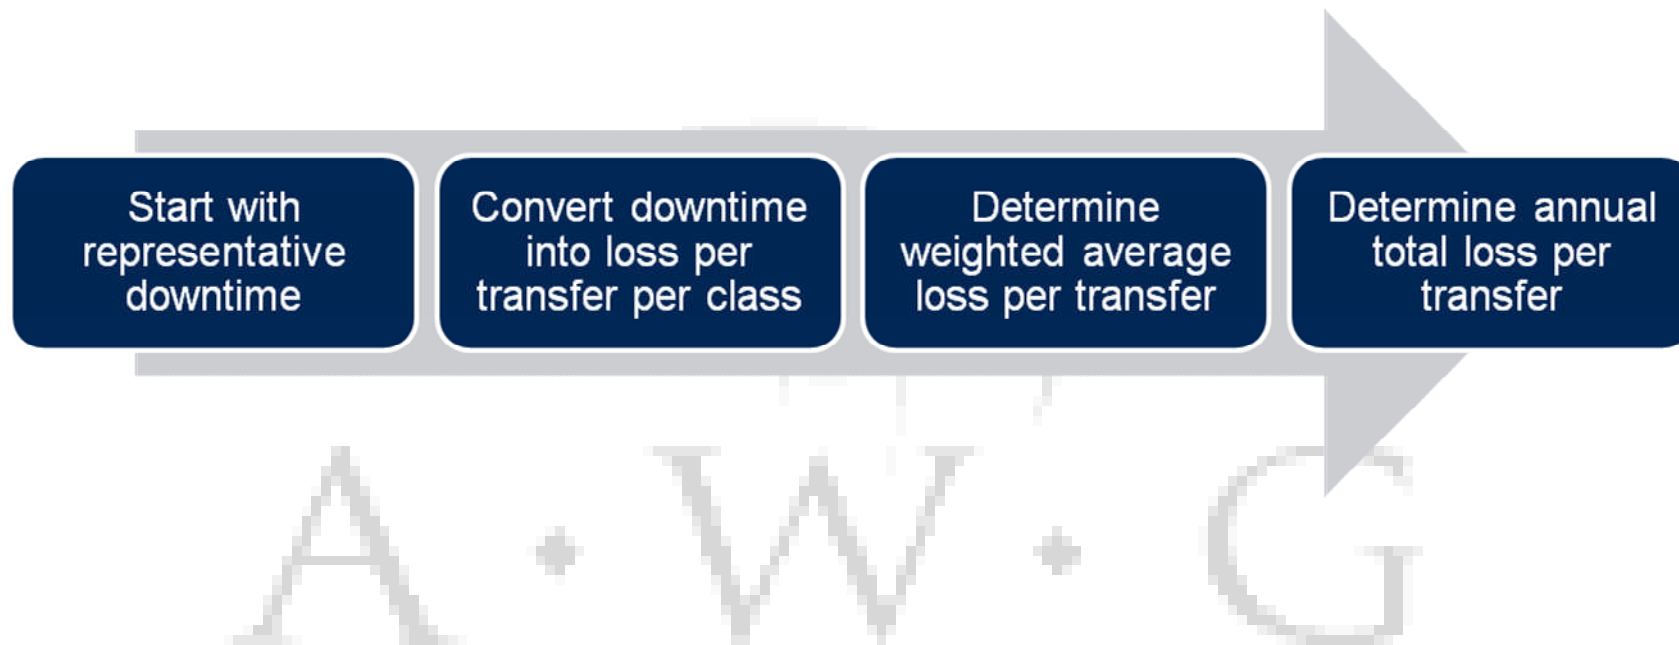 Start with
representative
downtime
Convert downtime
into loss per
transfer per class
Determine
weighted average
loss per transfer
Determine annual
total loss per
transfer
A·W·G